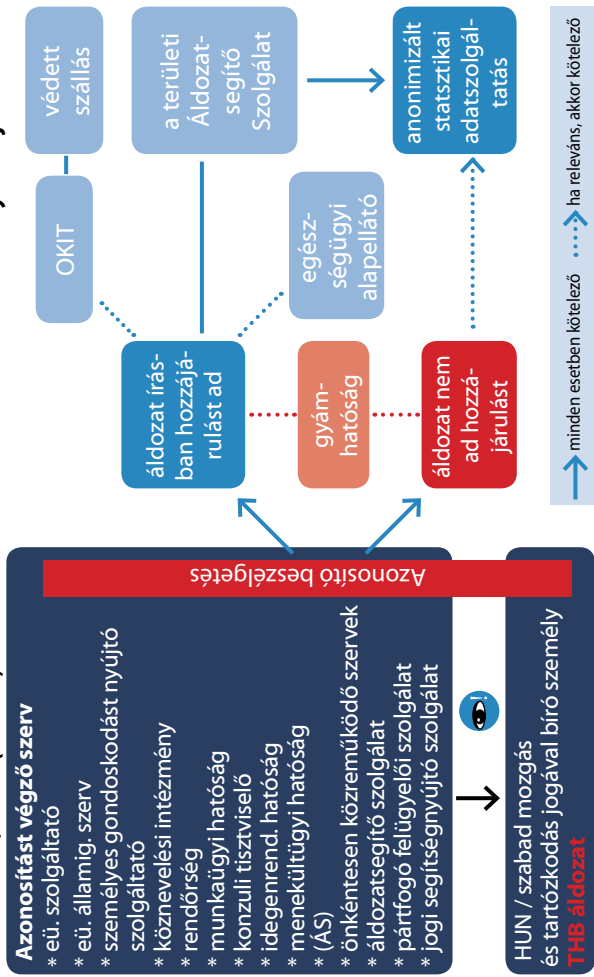 Azonosítást végző szerv
* eü. szolgáltató
* eü. államig. szerv
* személyes gondoskodást nyújtó
szolgáltató
* köznevelési intézmény
* rendőrség
* munkaügyi hatóság
* konzuli tisztviselő
* idegenrend. hatóság
* menekültügyi hatóság
* (ÁS)
* önkéntesen közreműködő szervek
* áldozatsegítő szolgálat
* pártfogó felügyelői szolgálat
* jogi segítségnyújtó szolgálat
Azonosító beszélgetés
HUN / szabad mozgás
és tartózkodás jogával bíró személy
THB áldozat
áldozat írás-
ban hozzájá-
rulást ad
gyám-
hatóság
áldozat nem
ad hozzá-
járulást
OKIT
védett
szállás
a területi
Áldozat-
segítő
Szolgálat
egész-
ségügyi
alapellátó
anonimizált
statsztikai
adatszolgál-
tatás
minden esetben kötelező
ha releváns, akkor kötelező